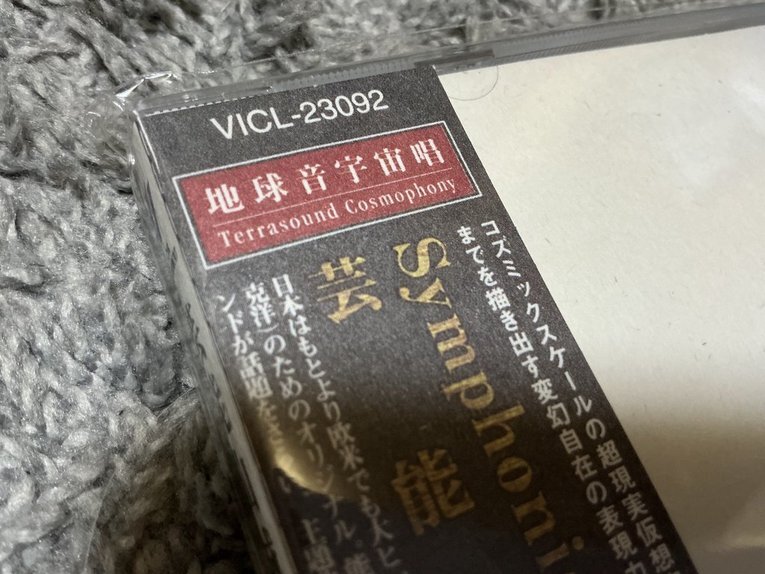 VICL-23092
地球音宇宙唱
Terrasound Cosmophony
コズミックスケールの超現実仮想
までを描き出す変幻自在の表現力
Symphoni
芸能
日本はもとより欧米でも大ヒ
克洋)のためのオリジナル・
ンドが話題を